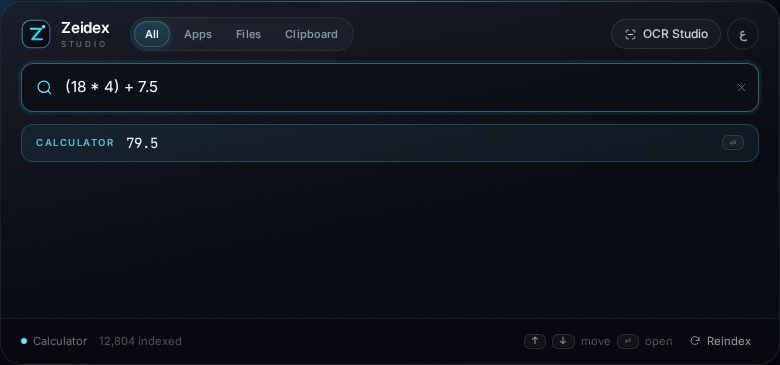 Zeidex
STUDIO
All Apps Files Clipboard
OCR Studio
ع
(18 * 4) + 7.5
CALCULATOR 79.5
Calculator 12,804 indexed
↑ ↓ move ⏎ open Reindex